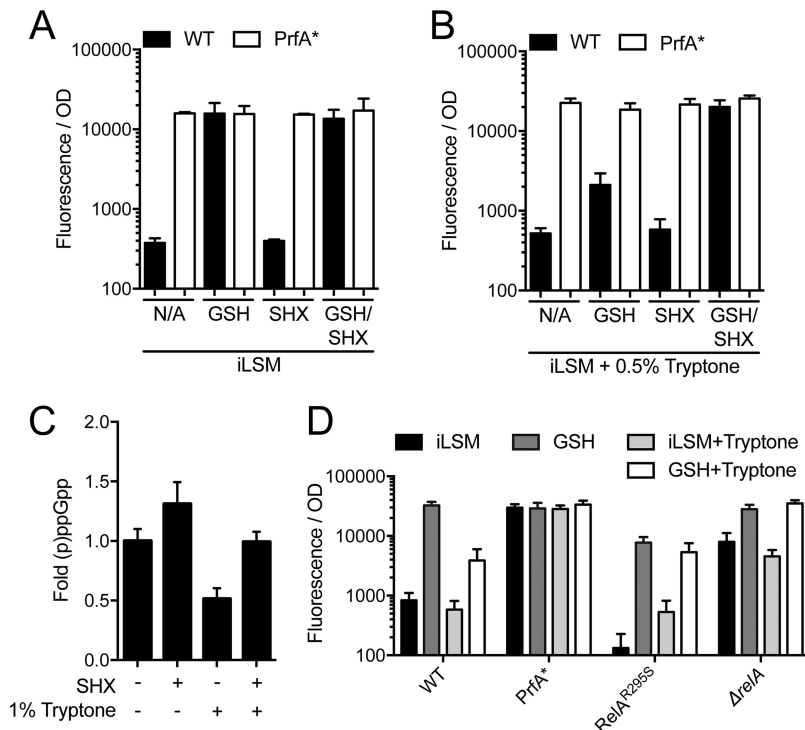 A
WT PrfA*
100000
10000
1000
100
Fluorescence / OD
N/A GSH SHX GSH/
SHX
iLSM
B
WT PrfA*
100000
10000
1000
100
Fluorescence / OD
N/A GSH SHX GSH/
SHX
iLSM + 0.5% Tryptone
C
2.0
1.5
1.0
0.5
0.0
Fold (p)ppGpp
SHX - + - +
1% Tryptone - - + +
D
iLSM GSH iLSM+Tryptone
GSH+Tryptone
100000
10000
1000
100
Fluorescence / OD
WT PrfA* RelA^R295S ΔrelA